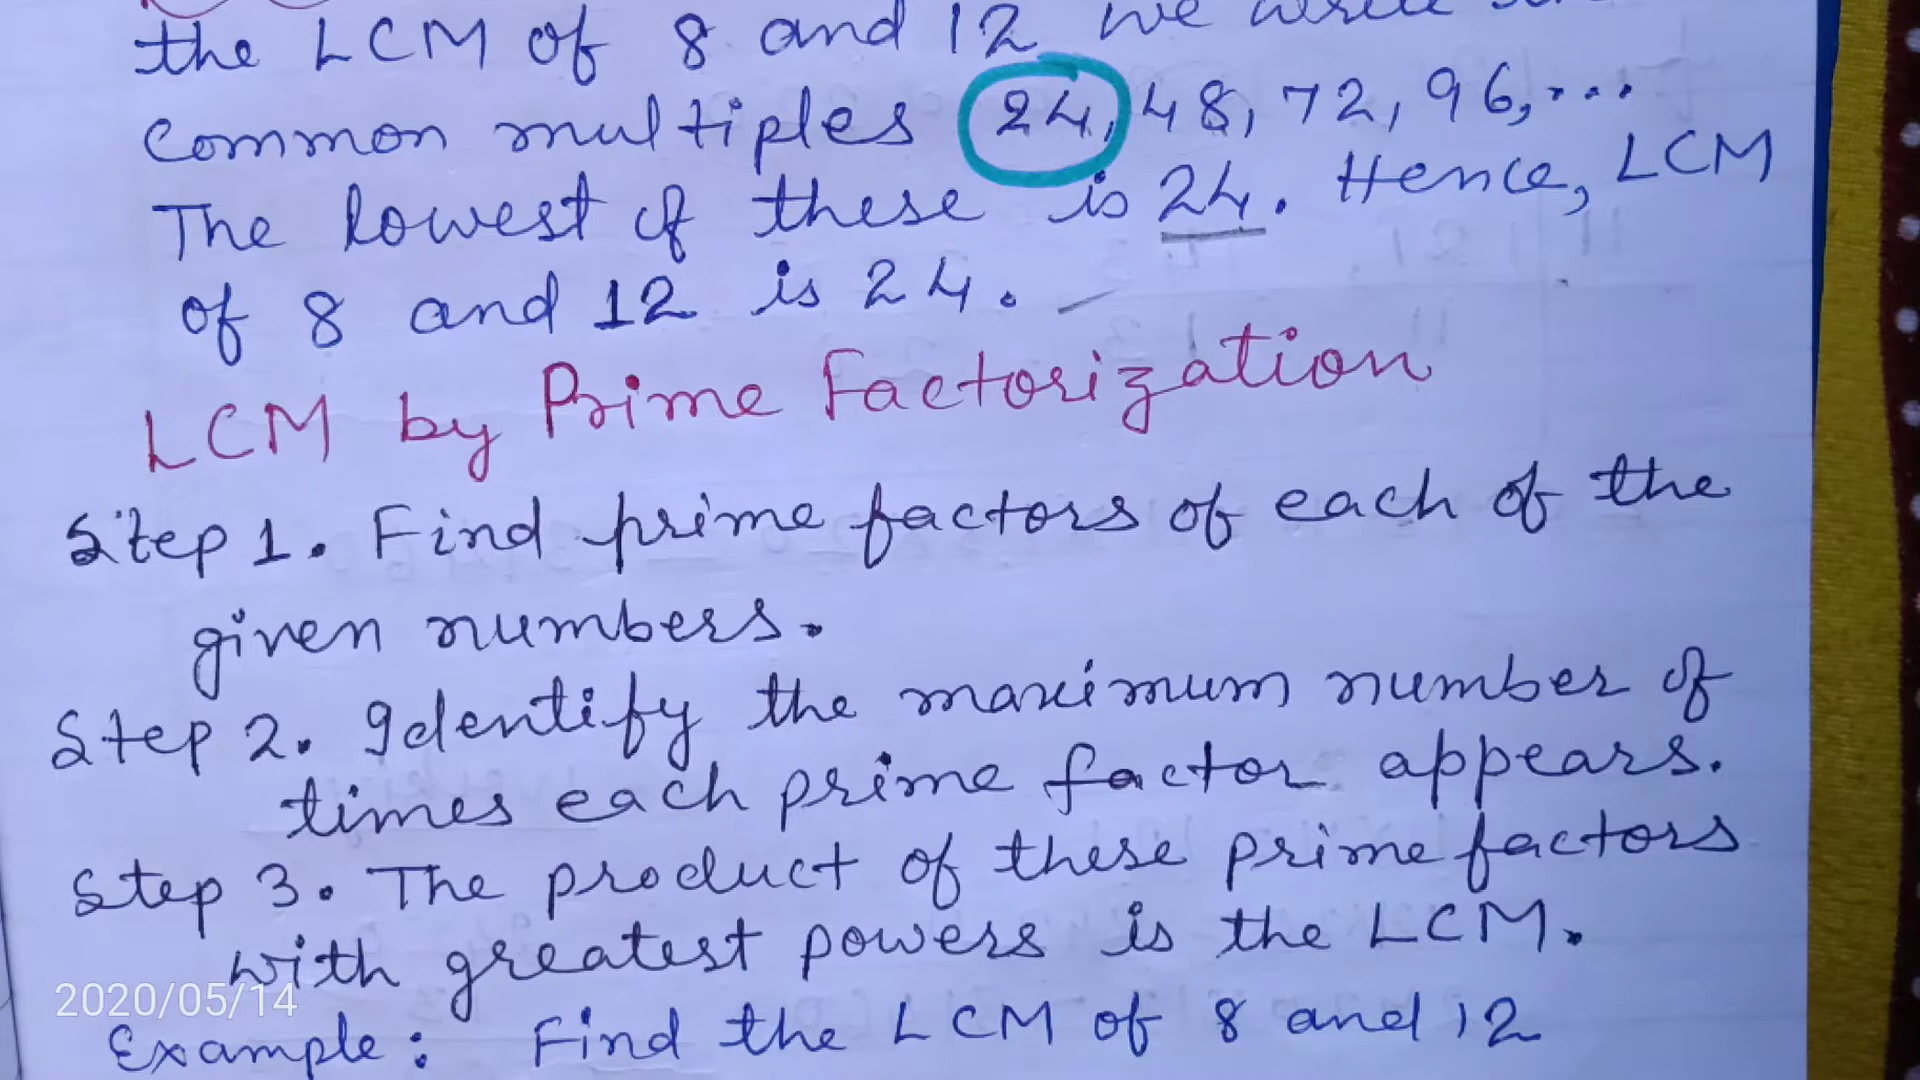 the LCM of 8 and 12 we write
common multiples 24, 48, 72, 96,...
The lowest of these is 24. Hence, LCM
of 8 and 12 is 24.
LCM by Prime Factorization
Step 1. Find prime factors of each of the
given numbers.
Step 2. Identify the maximum number of
times each prime factor appears.
Step 3. The product of these prime factors
with greatest powers is the LCM.
2020/05/14
Example: Find the LCM of 8 and 12